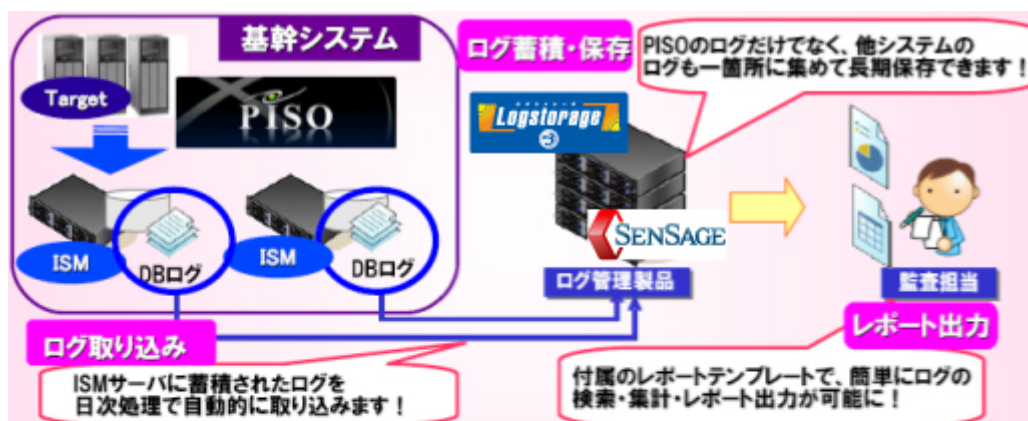 基幹システム
Target
PISO
ISM
DBログ
ISM
DBログ
ログ蓄積・保存
PISOのログだけでなく、他システムの
ログも一箇所に集めて長期保存できます！
Logstorage
SENSAGE
ログ管理製品
監査担当
ログ取り込み
ISMサーバに蓄積されたログを
日次処理で自動的に取り込みます！
レポート出力
付属のレポートテンプレートで、簡単にログの
検索・集計・レポート出力が可能に！